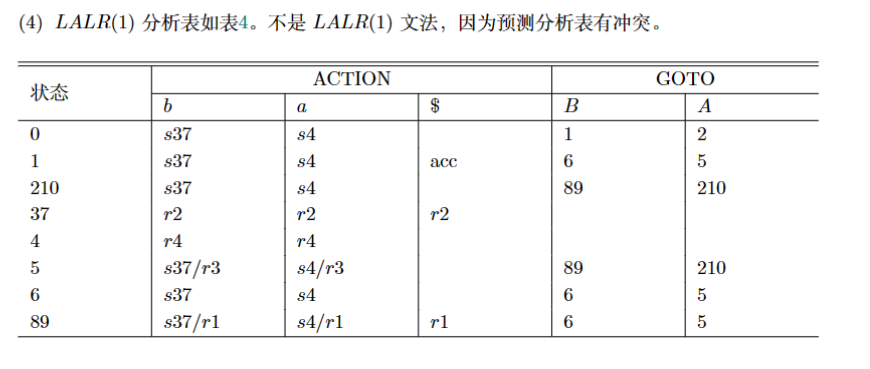 (4) LALR(1) 分析表如表4。不是 LALR(1) 文法，因为预测分析表有冲突。
状态 ACTION GOTO
b a $ B A
0 s37 s4 1 2
1 s37 s4 acc 6 5
210 s37 s4 89 210
37 r2 r2 r2
4 r4 r4
5 s37/r3 s4/r3 89 210
6 s37 s4 6 5
89 s37/r1 s4/r1 r1 6 5